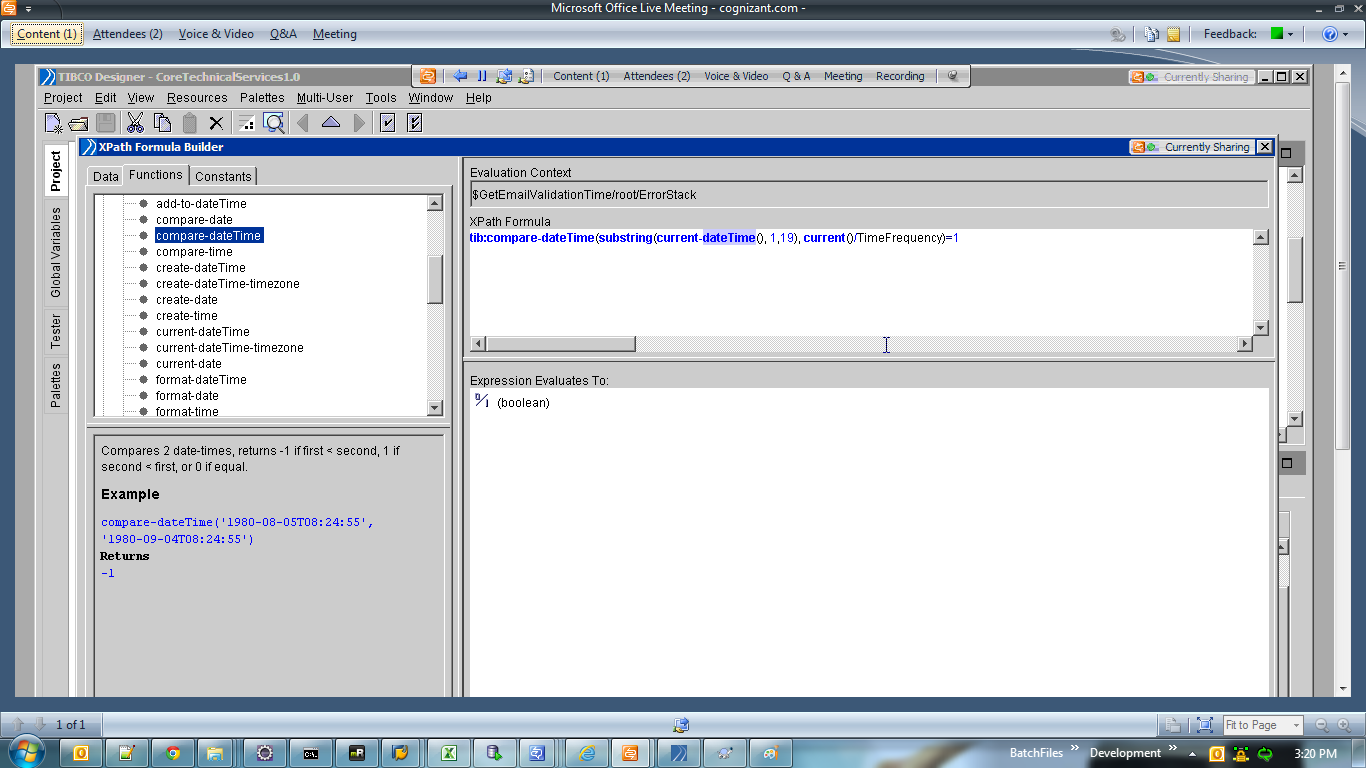 Microsoft Office Live Meeting - cognizant.com -
Content (1) Attendees (2) Voice & Video Q&A Meeting
Feedback:
TIBCO Designer - CoreTechnicalServices1.0
Content (1) Attendees (2) Voice & Video Q & A Meeting Recording
Currently Sharing
Project Edit View Resources Palettes Multi-User Tools Window Help
XPath Formula Builder
Currently Sharing
Project
Global Variables
Tester
Palettes
Data Functions Constants
add-to-dateTime
compare-date
compare-dateTime
compare-time
create-dateTime
create-dateTime-timezone
create-date
create-time
current-dateTime
current-dateTime-timezone
current-date
format-dateTime
format-date
format-time
Compares 2 date-times, returns -1 if first < second, 1 if
second < first, or 0 if equal.
Example
compare-dateTime('1980-08-05T08:24:55',
'1980-09-04T08:24:55')
Returns
-1
Evaluation Context
$GetEmailValidationTime/root/ErrorStack
XPath Formula
tib:compare-dateTime(substring(current-dateTime(), 1,19), current()/TimeFrequency)=1
Expression Evaluates To:
(boolean)
1 of 1
Fit to Page
BatchFiles
Development
3:20 PM